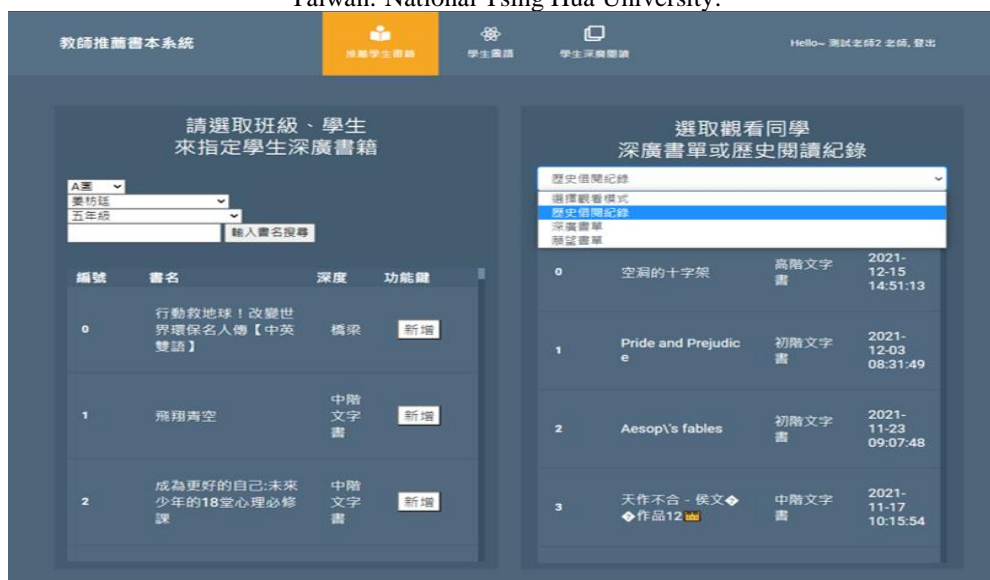 Taiwan: National Tsing Hua University.
教師推薦書本系統
推薦學生書籍
學生書籍
學生深廣閱讀
Hello~ 測試老師2 老師, 登出
請選取班級、學生
來指定學生深廣書籍
A園
姜枋廷
五年級
輸入書名搜尋
編號 書名 深度 功能鍵
0 行動救地球！改變世
界環保名人傳【中英
雙語】
橋梁 新增
1 飛翔青空
中階
文字
書
新增
2 成為更好的自己:未來
少年的18堂心理必修
課
中階
文字
書
新增
選取觀看同學
深廣書單或歷史閱讀紀錄
歷史借閱紀錄
選擇觀看模式
歷史借閱紀錄
深廣書單
願望書單
0 空洞的十字架
高階文字
書
2021-
12-15
14:51:13
1 Pride and Prejudic
e
初階文字
書
2021-
12-03
08:31:49
2 Aesop\'s fables
初階文字
書
2021-
11-23
09:07:48
3 天作不合 - 侯文�
�作品12
中階文字
書
2021-
11-17
10:15:54